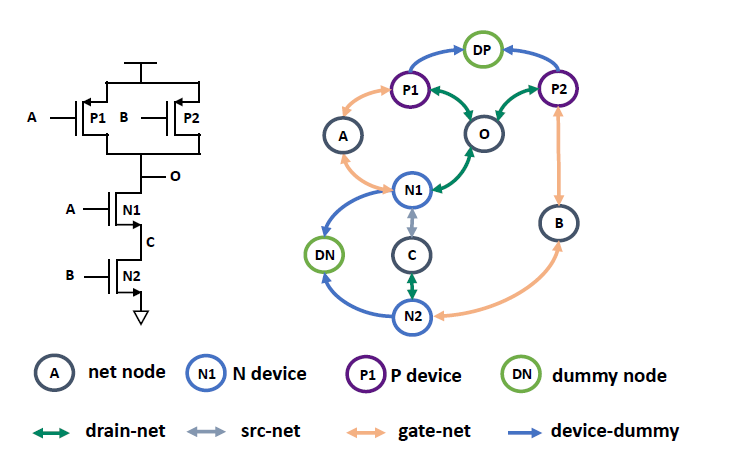 A
P1
B
P2
O
A
N1
C
B
N2
DP
P1
P2
A
O
N1
B
DN
C
N2
A net node
N1 N device
P1 P device
DN dummy node
drain-net
src-net
gate-net
device-dummy